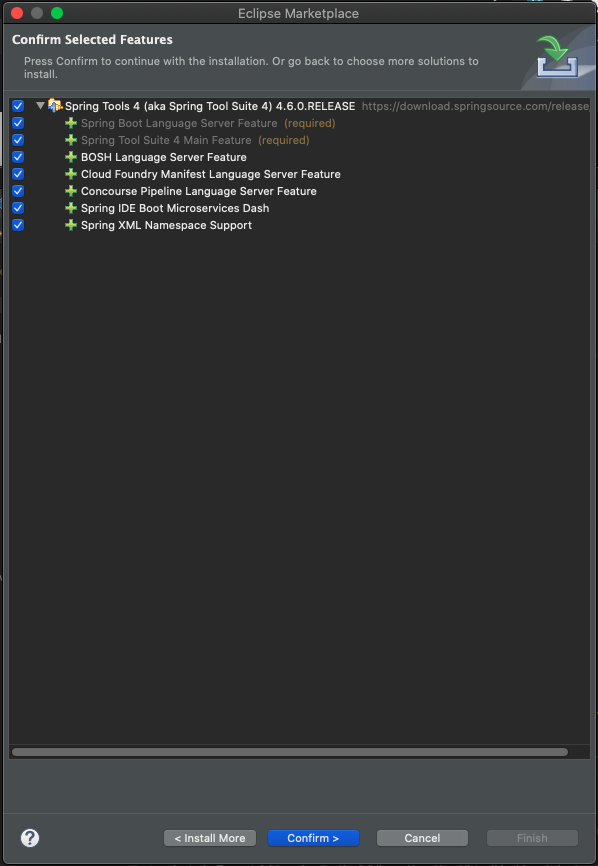 Eclipse Marketplace
Confirm Selected Features
Press Confirm to continue with the installation. Or go back to choose more solutions to
install.
Spring Tools 4 (aka Spring Tool Suite 4) 4.6.0.RELEASE https://download.springsource.com/release
Spring Boot Language Server Feature (required)
Spring Tool Suite 4 Main Feature (required)
BOSH Language Server Feature
Cloud Foundry Manifest Language Server Feature
Concourse Pipeline Language Server Feature
Spring IDE Boot Microservices Dash
Spring XML Namespace Support
? < Install More Confirm > Cancel Finish